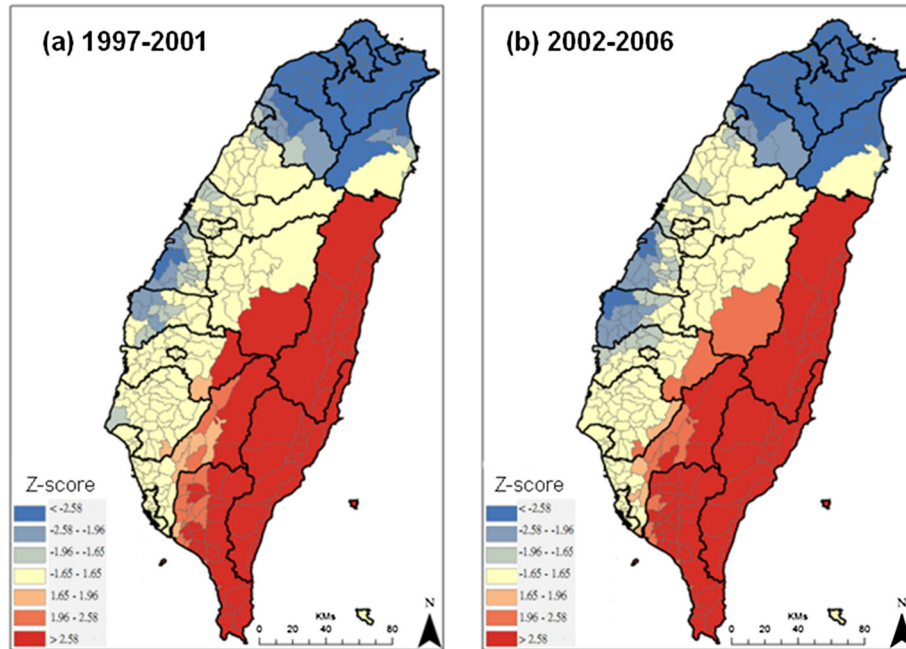 (a) 1997-2001
Z-score
< -2.58
-2.58 - -1.96
-1.96 - -1.65
-1.65 - 1.65
1.65 - 1.96
1.96 - 2.58
> 2.58
KMs
0 20 40 80
N
(b) 2002-2006
Z-score
< -2.58
-2.58 - -1.96
-1.96 - -1.65
-1.65 - 1.65
1.65 - 1.96
1.96 - 2.58
> 2.58
KMs
0 20 40 80
N